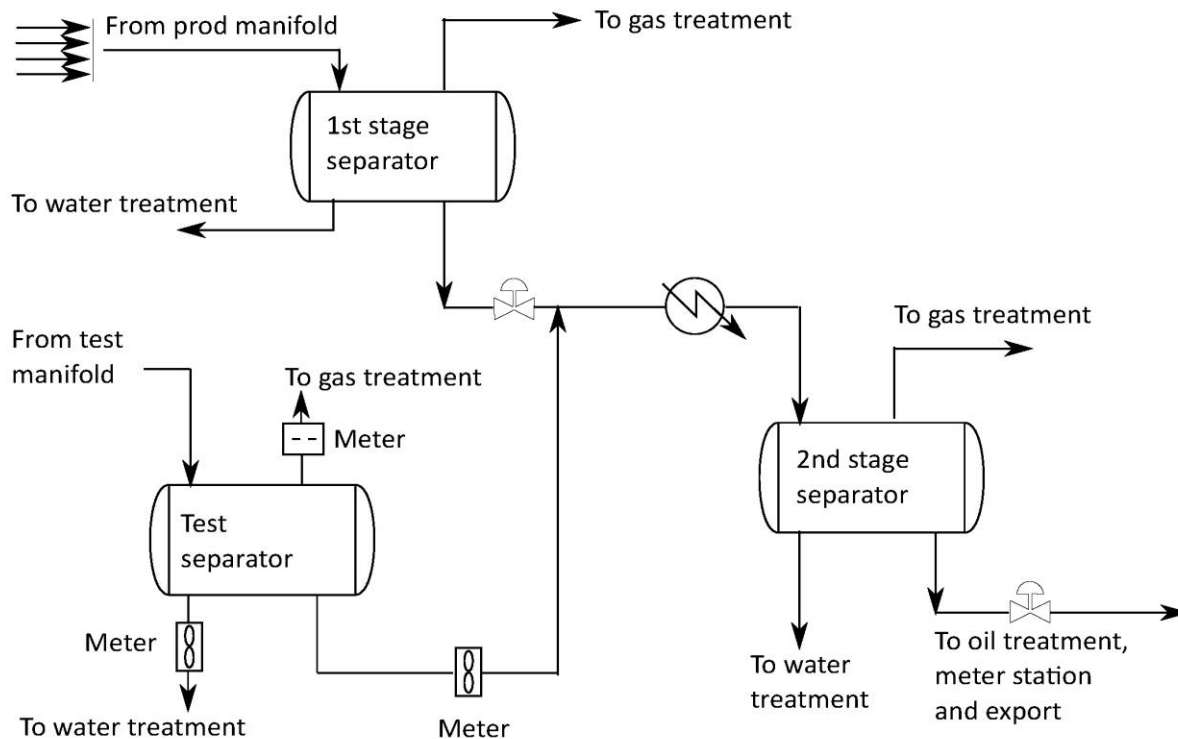 From prod manifold
To gas treatment
1st stage
separator
To water treatment
From test
manifold
To gas treatment
Meter
To gas treatment
2nd stage
separator
Test
separator
Meter
To water treatment
Meter
To water
treatment
To oil treatment,
meter station
and export